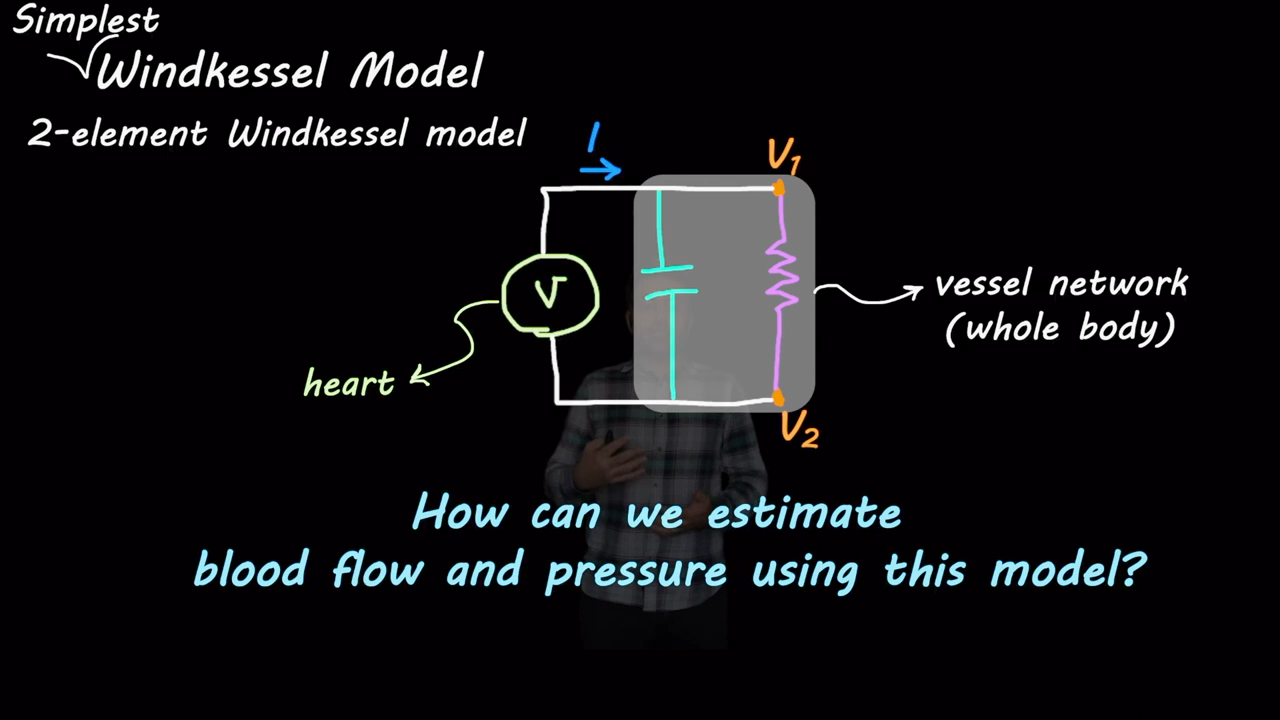 Simplest
Windkessel Model
2-element Windkessel model
I
V1
V
vessel network
(whole body)
heart
V2
How can we estimate
blood flow and pressure using this model?